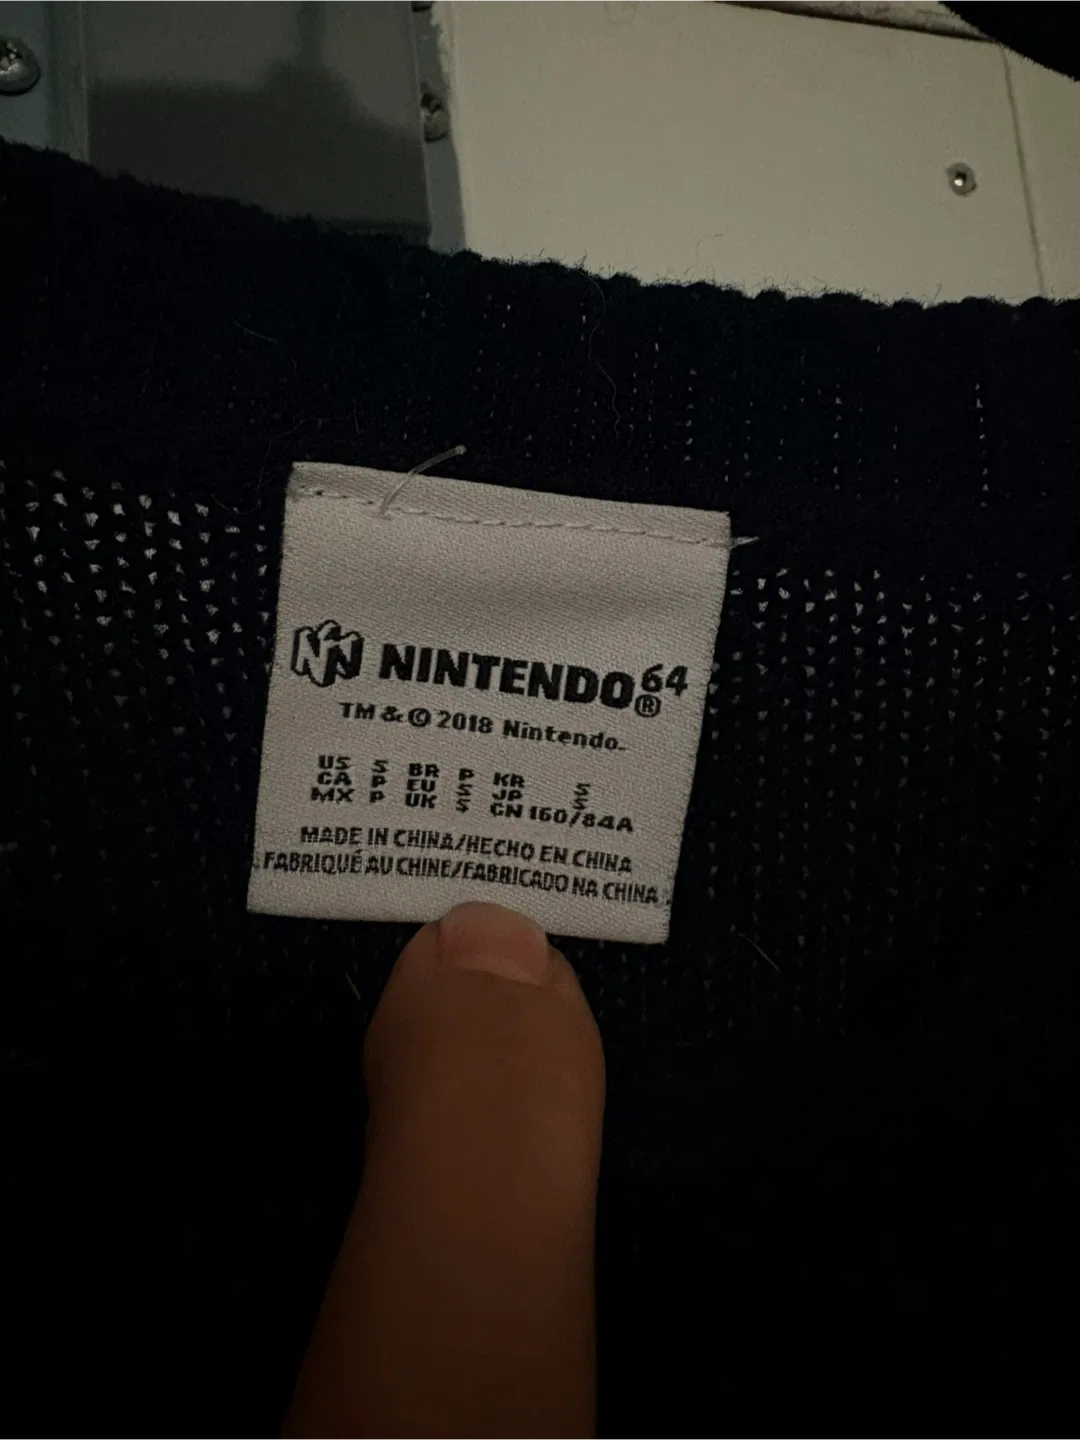 NINTENDO64®
TM & © 2018 Nintendo.
US S BR P KR S
CA P EU S JP S
MX P UK S CN 160/84A
MADE IN CHINA/HECHO EN CHINA
FABRIQUÉ AU CHINE/FABRICADO NA CHINA